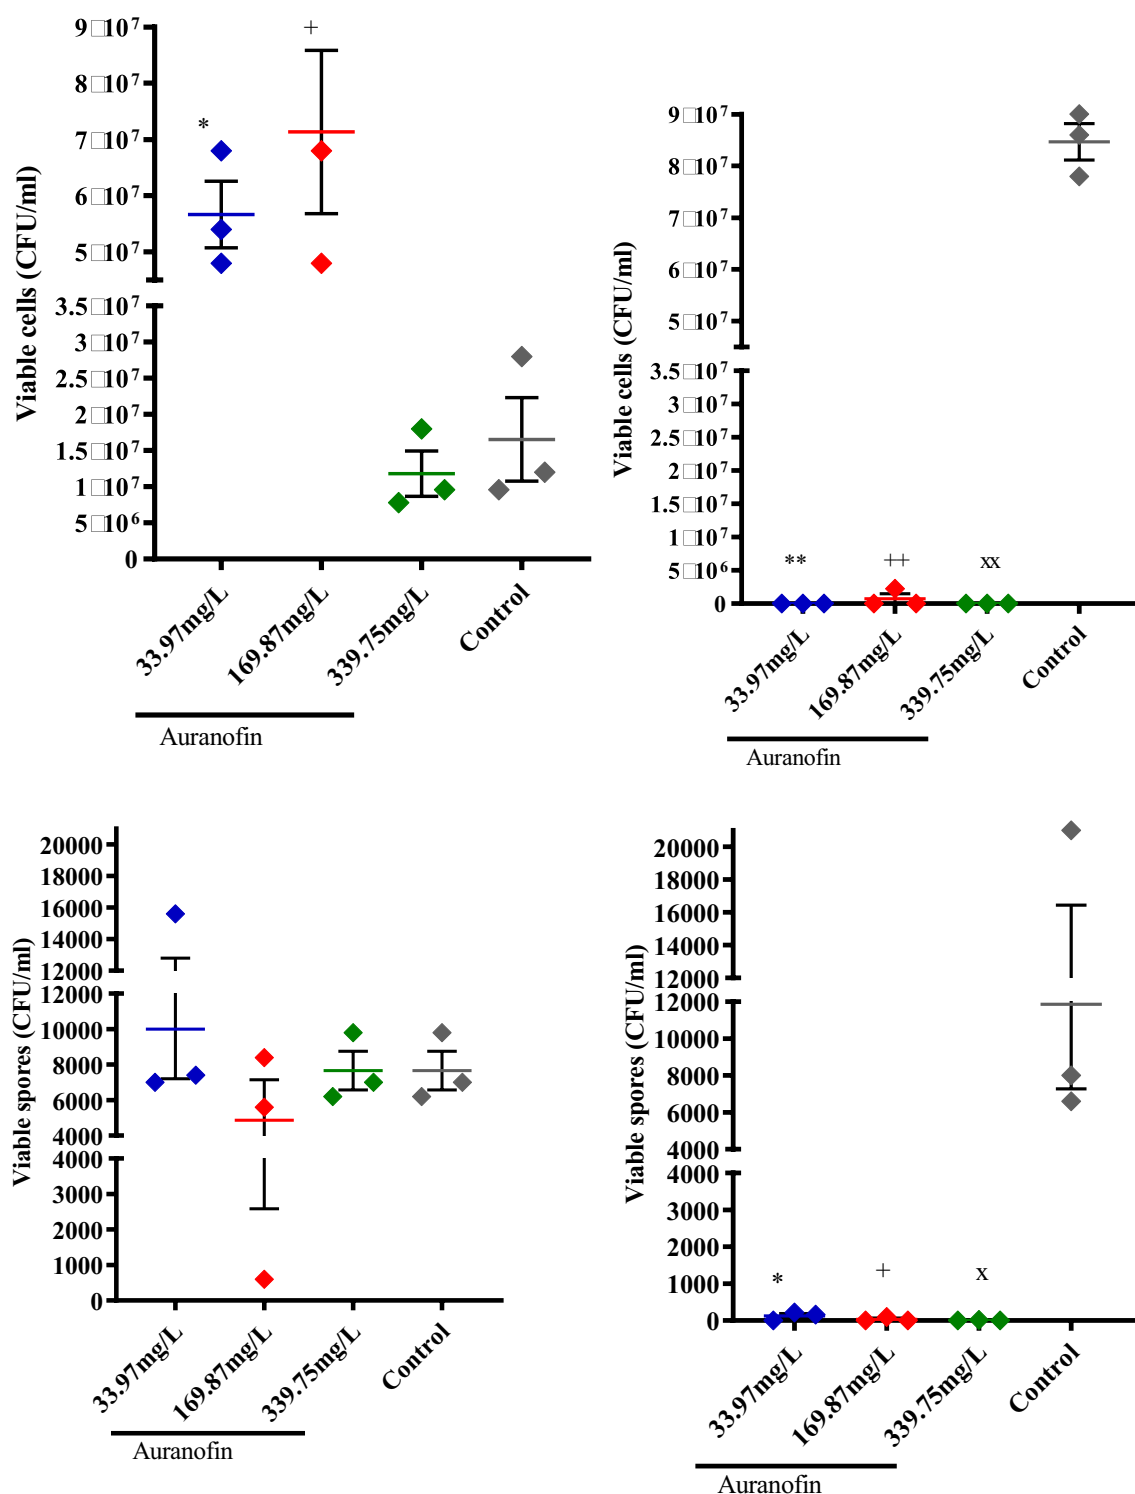 9□10⁷
8□10⁷
7□10⁷
6□10⁷
5□10⁷
3.5□10⁷
3□10⁷
2.5□10⁷
2□10⁷
1.5□10⁷
1□10⁷
5□10⁶
0
Viable cells (CFU/ml)
*
+
33.97mg/L
169.87mg/L
339.75mg/L
Control
Auranofin
9□10⁷
8□10⁷
7□10⁷
6□10⁷
5□10⁷
3.5□10⁷
3□10⁷
2.5□10⁷
2□10⁷
1.5□10⁷
1□10⁷
5□10⁶
0
Viable cells (CFU/ml)
**
++
xx
33.97mg/L
169.87mg/L
339.75mg/L
Control
Auranofin
20000
18000
16000
14000
12000
12000
10000
8000
6000
4000
4000
3000
2000
1000
0
Viable spores (CFU/ml)
33.97mg/L
169.87mg/L
339.75mg/L
Control
Auranofin
20000
18000
16000
14000
12000
12000
10000
8000
6000
4000
4000
3000
2000
1000
0
Viable spores (CFU/ml)
*
+
x
33.97mg/L
169.87mg/L
339.75mg/L
Control
Auranofin